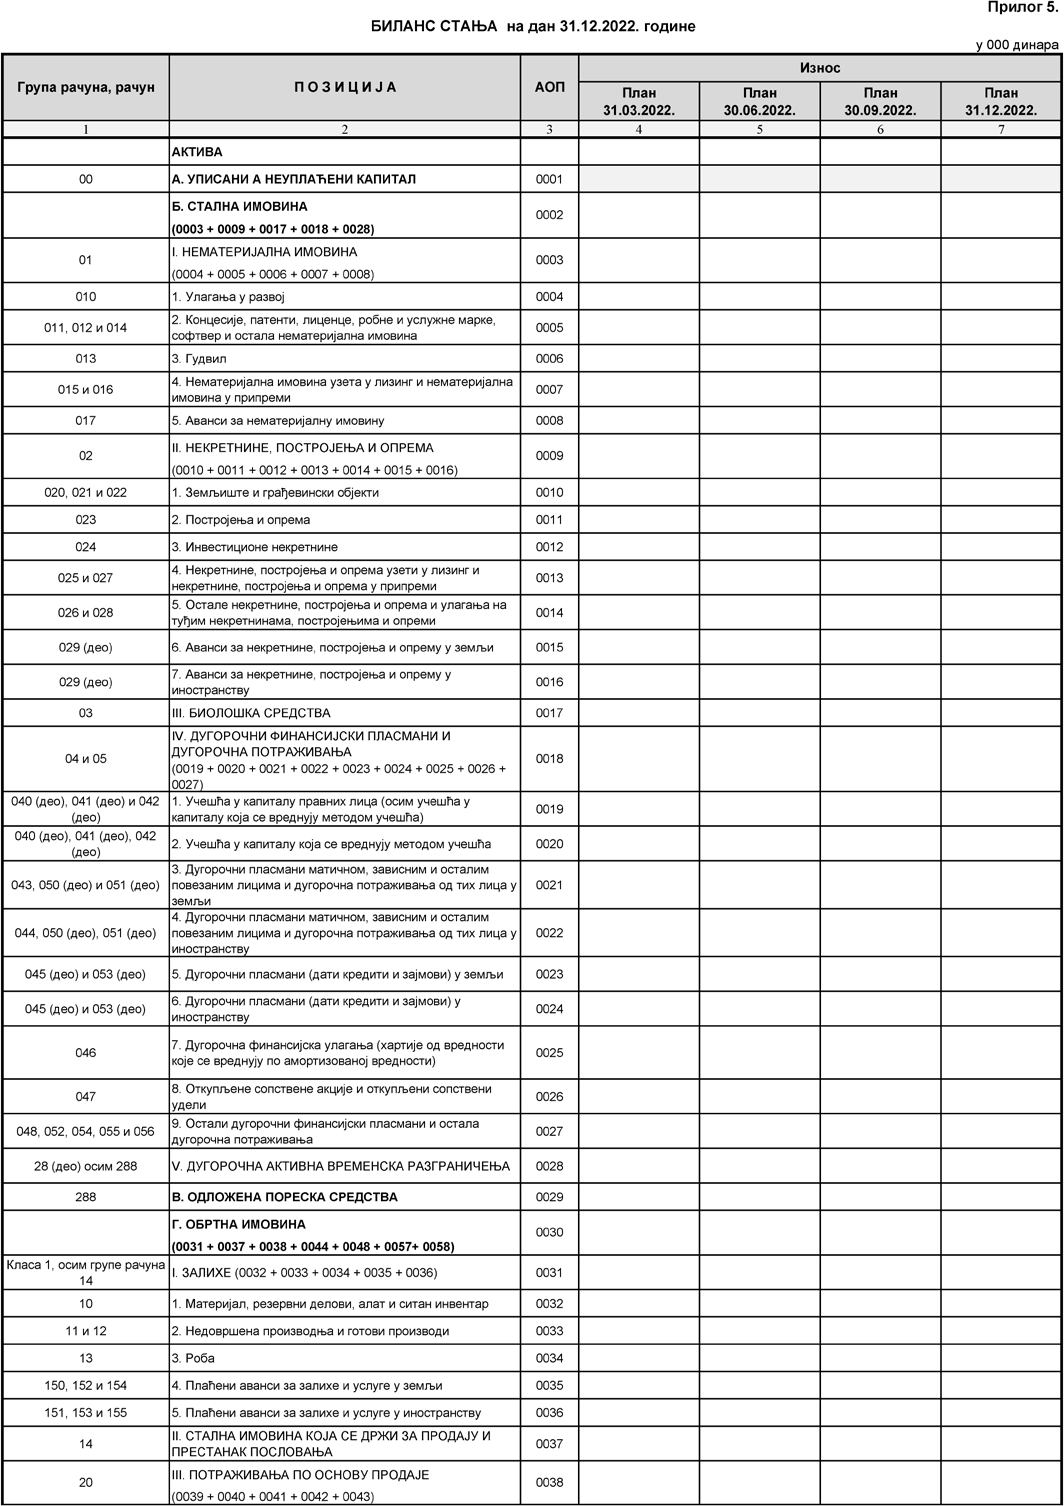 Прилог 5.
БИЛАНС СТАЊА на дан 31.12.2022. године
у 000 динара
Група рачуна, рачун
П О З И Ц И Ј А
АОП
Износ
План 31.03.2022.
План 30.06.2022.
План 30.09.2022.
План 31.12.2022.
1 2 3 4 5 6 7
АКТИВА
00 А. УПИСАНИ А НЕУПЛАЋЕНИ КАПИТАЛ 0001
Б. СТАЛНА ИМОВИНА
(0003 + 0009 + 0017 + 0018 + 0028) 0002
01 I. НЕМАТЕРИЈАЛНА ИМОВИНА
(0004 + 0005 + 0006 + 0007 + 0008) 0003
010 1. Улагања у развој 0004
011, 012 и 014 2. Концесије, патенти, лиценце, робне и услужне марке,
софтвер и остала нематеријална имовина 0005
013 3. Гудвил 0006
015 и 016 4. Нематеријална имовина узета у лизинг и нематеријална
имовина у припреми 0007
017 5. Аванси за нематеријалну имовину 0008
02 II. НЕКРЕТНИНЕ, ПОСТРОЈЕЊА И ОПРЕМА
(0010 + 0011 + 0012 + 0013 + 0014 + 0015 + 0016) 0009
020, 021 и 022 1. Земљиште и грађевински објекти 0010
023 2. Постројења и опрема 0011
024 3. Инвестиционе некретнине 0012
025 и 027 4. Некретнине, постројења и опрема узети у лизинг и
некретнине, постројења и опрема у припреми 0013
026 и 028 5. Остале некретнине, постројења и опрема и улагања на
туђим некретнинама, постројењима и опреми 0014
029 (део) 6. Аванси за некретнине, постројења и опрему у земљи 0015
029 (део) 7. Аванси за некретнине, постројења и опрему у
иностранству 0016
03 III. БИОЛОШКА СРЕДСТВА 0017
04 и 05 IV. ДУГОРОЧНИ ФИНАНСИЈСКИ ПЛАСМАНИ И
ДУГОРОЧНА ПОТРАЖИВАЊА
(0019 + 0020 + 0021 + 0022 + 0023 + 0024 + 0025 + 0026 +
0027) 0018
040 (део), 041 (део) и 042 (део) 1. Учешћа у капиталу правних лица (осим учешћа у
капиталу која се вреднују методом учешћа) 0019
040 (део), 041 (део), 042 (део) 2. Учешћа у капиталу која се вреднују методом учешћа 0020
043, 050 (део) и 051 (део) 3. Дугорочни пласмани матичном, зависним и осталим
повезаним лицима и дугорочна потраживања од тих лица у
земљи 0021
044, 050 (део), 051 (део) 4. Дугорочни пласмани матичном, зависним и осталим
повезаним лицима и дугорочна потраживања од тих лица у
иностранству 0022
045 (део) и 053 (део) 5. Дугорочни пласмани (дати кредити и зајмови) у земљи 0023
045 (део) и 053 (део) 6. Дугорочни пласмани (дати кредити и зајмови) у
иностранству 0024
046 7. Дугорочна финансијска улагања (хартије од вредности
које се вреднују по амортизованој вредности) 0025
047 8. Откупљене сопствене акције и откупљени сопствени
удели 0026
048, 052, 054, 055 и 056 9. Остали дугорочни финансијски пласмани и остала
дугорочна потраживања 0027
28 (део) осим 288 V. ДУГОРОЧНА АКТИВНА ВРЕМЕНСКА РАЗГРАНИЧЕЊА 0028
288 В. ОДЛОЖЕНА ПОРЕСКА СРЕДСТВА 0029
Г. ОБРТНА ИМОВИНА
(0031 + 0037 + 0038 + 0044 + 0048 + 0057+ 0058) 0030
Класа 1, осим групе рачуна 14 I. ЗАЛИХЕ (0032 + 0033 + 0034 + 0035 + 0036) 0031
10 1. Материјал, резервни делови, алат и ситан инвентар 0032
11 и 12 2. Недовршена производња и готови производи 0033
13 3. Роба 0034
150, 152 и 154 4. Плаћени аванси за залихе и услуге у земљи 0035
151, 153 и 155 5. Плаћени аванси за залихе и услуге у иностранству 0036
14 II. СТАЛНА ИМОВИНА КОЈА СЕ ДРЖИ ЗА ПРОДАЈУ И
ПРЕСТАНАК ПОСЛОВАЊА 0037
20 III. ПОТРАЖИВАЊА ПО ОСНОВУ ПРОДАЈЕ
(0039 + 0040 + 0041 + 0042 + 0043) 0038